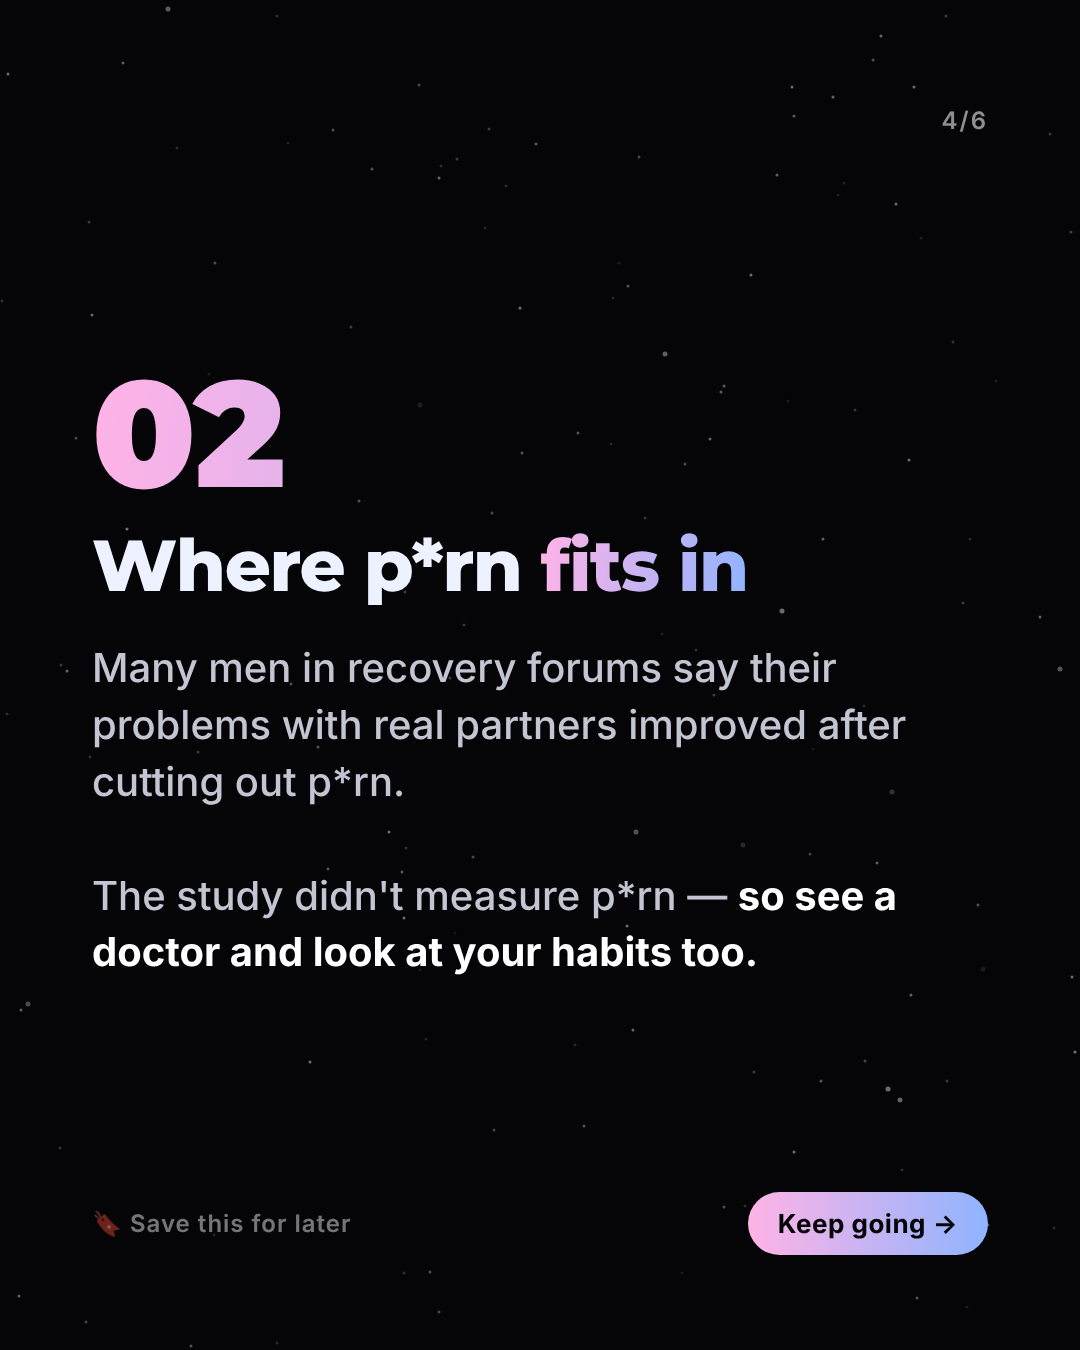 4/6
02
Where p*rn fits in
Many men in recovery forums say their
problems with real partners improved after
cutting out p*rn.
The study didn't measure p*rn — so see a
doctor and look at your habits too.
Save this for later
Keep going →